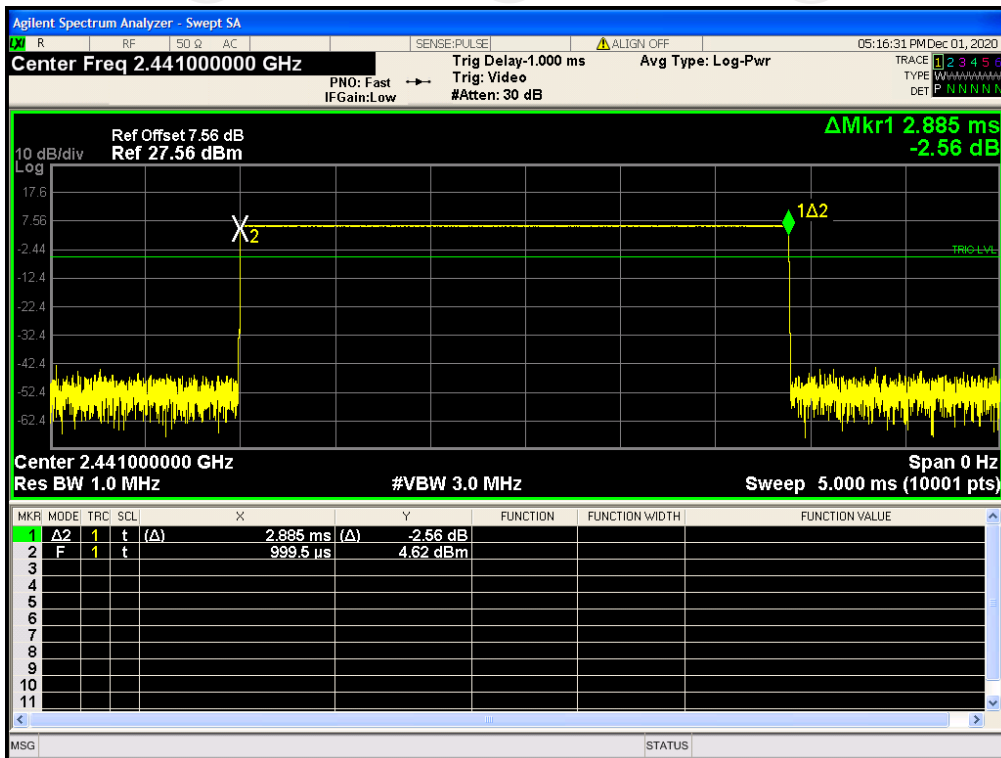 Agilent Spectrum Analyzer - Swept SA
LXI R RF 50 Ω AC SENSE:PULSE ALIGN OFF 05:16:31 PM Dec 01, 2020
Center Freq 2.441000000 GHz
PNO: Fast
IFGain:Low
Trig Delay-1.000 ms
Trig: Video
#Atten: 30 dB
Avg Type: Log-Pwr
TRACE 1 2 3 4 5 6
TYPE WWWWWW
DET P N N N N N
ΔMkr1 2.885 ms
-2.56 dB
Ref Offset 7.56 dB
10 dB/div Ref 27.56 dBm
Log
17.6
7.56
-2.44
-12.4
-22.4
-32.4
-42.4
-52.4
-62.4
X2
1Δ2
TRIG LVL
Center 2.441000000 GHz Span 0 Hz
Res BW 1.0 MHz #VBW 3.0 MHz Sweep 5.000 ms (10001 pts)
MKR MODE TRC SCL X Y FUNCTION FUNCTION WIDTH FUNCTION VALUE
1 Δ2 1 t (Δ) 2.885 ms (Δ) -2.56 dB
2 F 1 t 999.5 µs 4.62 dBm
3
4
5
6
7
8
9
10
11
MSG STATUS